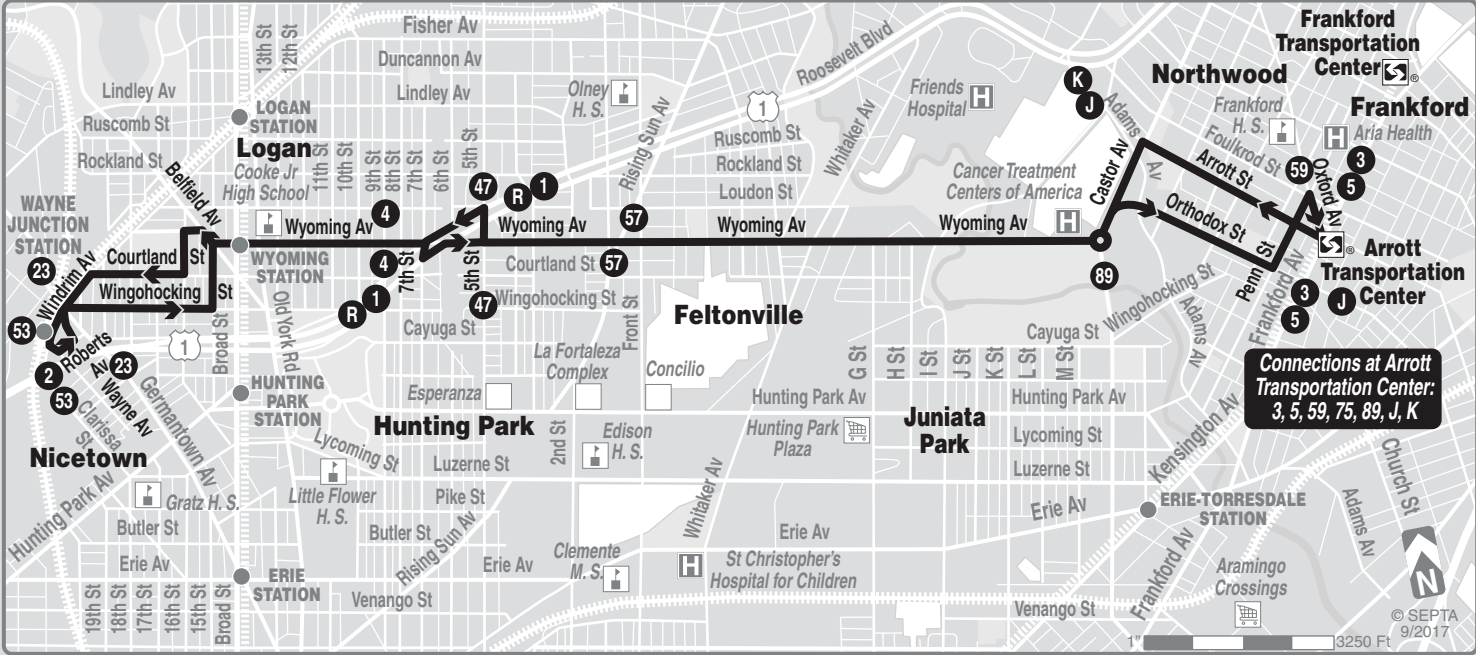 Fisher Av
13th St
12th St
Duncannon Av
Lindley Av
Lindley Av
Ruscomb St
Rockland St
LOGAN
STATION
Logan
Cooke Jr
High School
Belfield Av
11th St
10th St
9th St
8th St
7th St
6th St
5th St
Olney
H. S.
Rising Sun Av
Roosevelt Blvd
1
Ruscomb St
Rockland St
Loudon St
Whitaker Av
Friends
Hospital
H
K
J
Adams
Av
Northwood
Frankford
Transportation
Center
®
Frankford
H. S.
Foulkrod St
Frankford
H
Aria Health
59
Oxford Av
3
5
Arrott St
Orthodox St
Castor Av
Cancer Treatment
Centers of America
H
WAYNE
JUNCTION
STATION
23
Windrim Av
Courtland
St
Wingohocking
St
Wyoming Av
4
WYOMING
STATION
47
R
1
Wyoming Av
57
Wyoming Av
Wyoming Av
4
7th St
5th St
R
1
47
Courtland St
57
Wingohocking St
Cayuga St
Front St
Feltonville
89
Wingohocking St
Adams Av
Cayuga St
Penn St
Frankford Av
®
Arrott
Transportation
Center
3
5
J
Connections at Arrott
Transportation Center:
3, 5, 59, 75, 89, J, K
53
2
53
Roberts
Av
23
Wayne Av
Clarissa
St
Germantown Av
1
Broad St
Old York Rd
HUNTING
PARK
STATION
Nicetown
Hunting Park Av
Gratz H. S.
Butler St
Erie Av
19th St
18th St
17th St
16th St
15th St
Broad St
ERIE
STATION
Lycoming St
Little Flower
H. S.
Hunting Park
Esperanza
La Fortaleza
Complex
Concilio
2nd St
Edison
H. S.
Luzerne St
Pike St
Butler St
Rising Sun Av
Erie Av
Venango St
Clemente
M. S.
Whitaker Av
H
St Christopher's
Hospital for Children
Erie Av
G St
H St
I St
J St
K St
L St
M St
Hunting Park Av
Hunting Park
Plaza
Juniata
Park
Hunting Park Av
Lycoming St
Luzerne St
Erie Av
Venango St
Kensington Av
ERIE-TORRESDALE
STATION
Frankford Av
Aramingo
Crossings
Adams Av
Church St
N
© SEPTA
9/2017
1"
3250 Ft